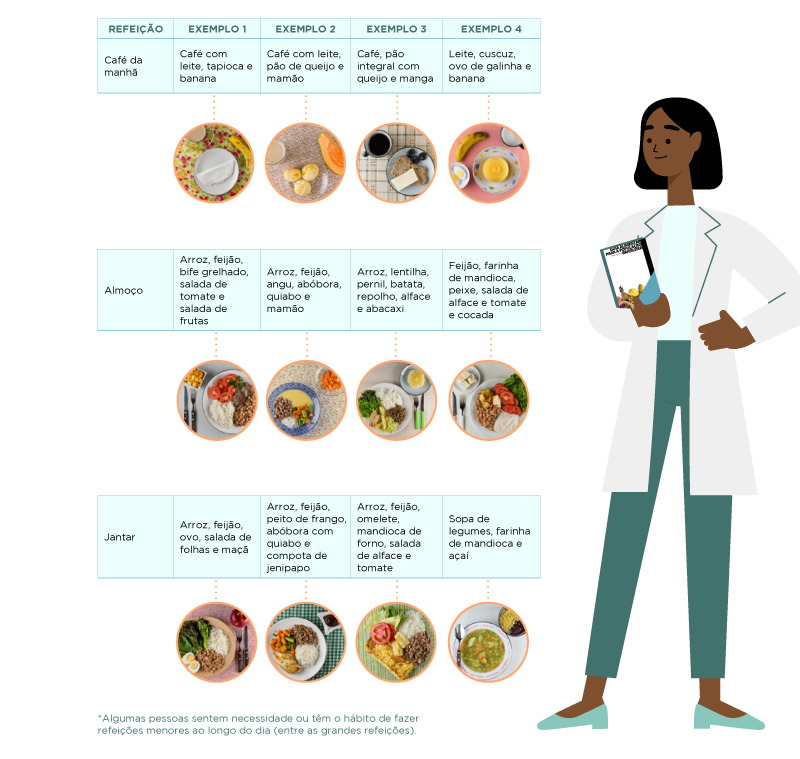 REFEIÇÃO EXEMPLO 1 EXEMPLO 2 EXEMPLO 3 EXEMPLO 4
Café da
manhã
Café com
leite, tapioca e
banana
Café com leite,
pão de queijo e
mamão
Café, pão
integral com
queijo e manga
Leite, cuscuz,
ovo de galinha e
banana
Almoço
Arroz, feijão,
bife grelhado,
salada de
tomate e
salada de
frutas
Arroz, feijão,
angu, abóbora,
quiabo e
mamão
Arroz, lentilha,
pernil, batata,
repolho, alface
e abacaxi
Feijão, farinha
de mandioca,
peixe, salada de
alface e tomate
e cocada
Jantar
Arroz, feijão,
ovo, salada de
folhas e maçã
Arroz, feijão,
peito de frango,
abóbora com
quiabo e
compota de
jenipapo
Arroz, feijão,
omelete,
mandioca de
forno, salada
de alface e
tomate
Sopa de
legumes, farinha
de mandioca e
açaí
*Algumas pessoas sentem necessidade ou têm o hábito de fazer
refeições menores ao longo do dia (entre as grandes refeições).